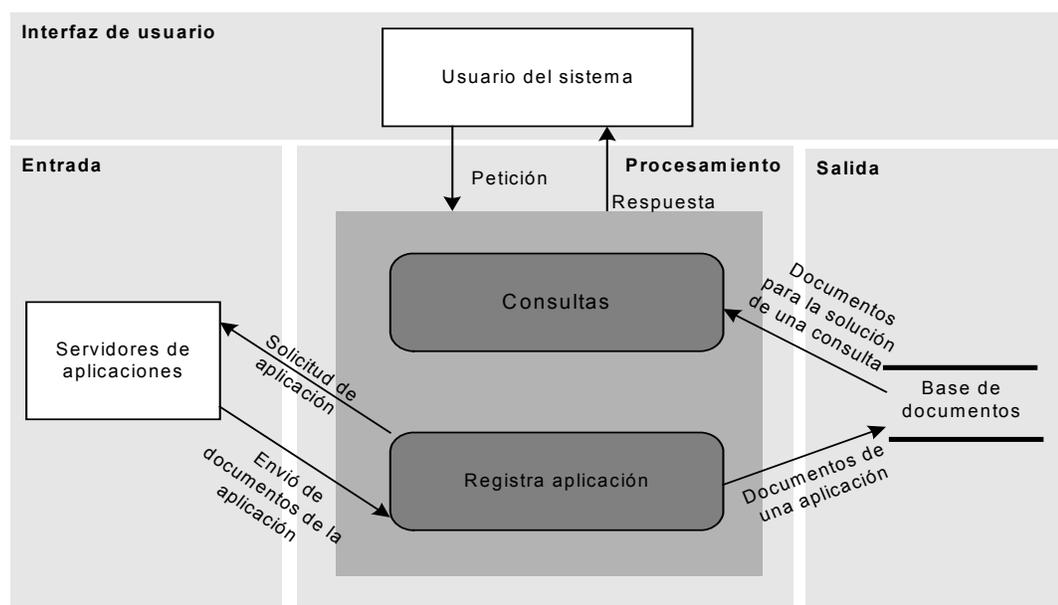 Interfaz de usuario
Usuario del sistema
Entrada
Petición
Procesamiento
Respuesta
Salida
Consultas
Documentos
para la solución
de una consulta
Servidores de
aplicaciones
Solicitud de
aplicación
Base de
documentos
Registra aplicación
Envió de
documentos de la
aplicación
Documentos de
una aplicación